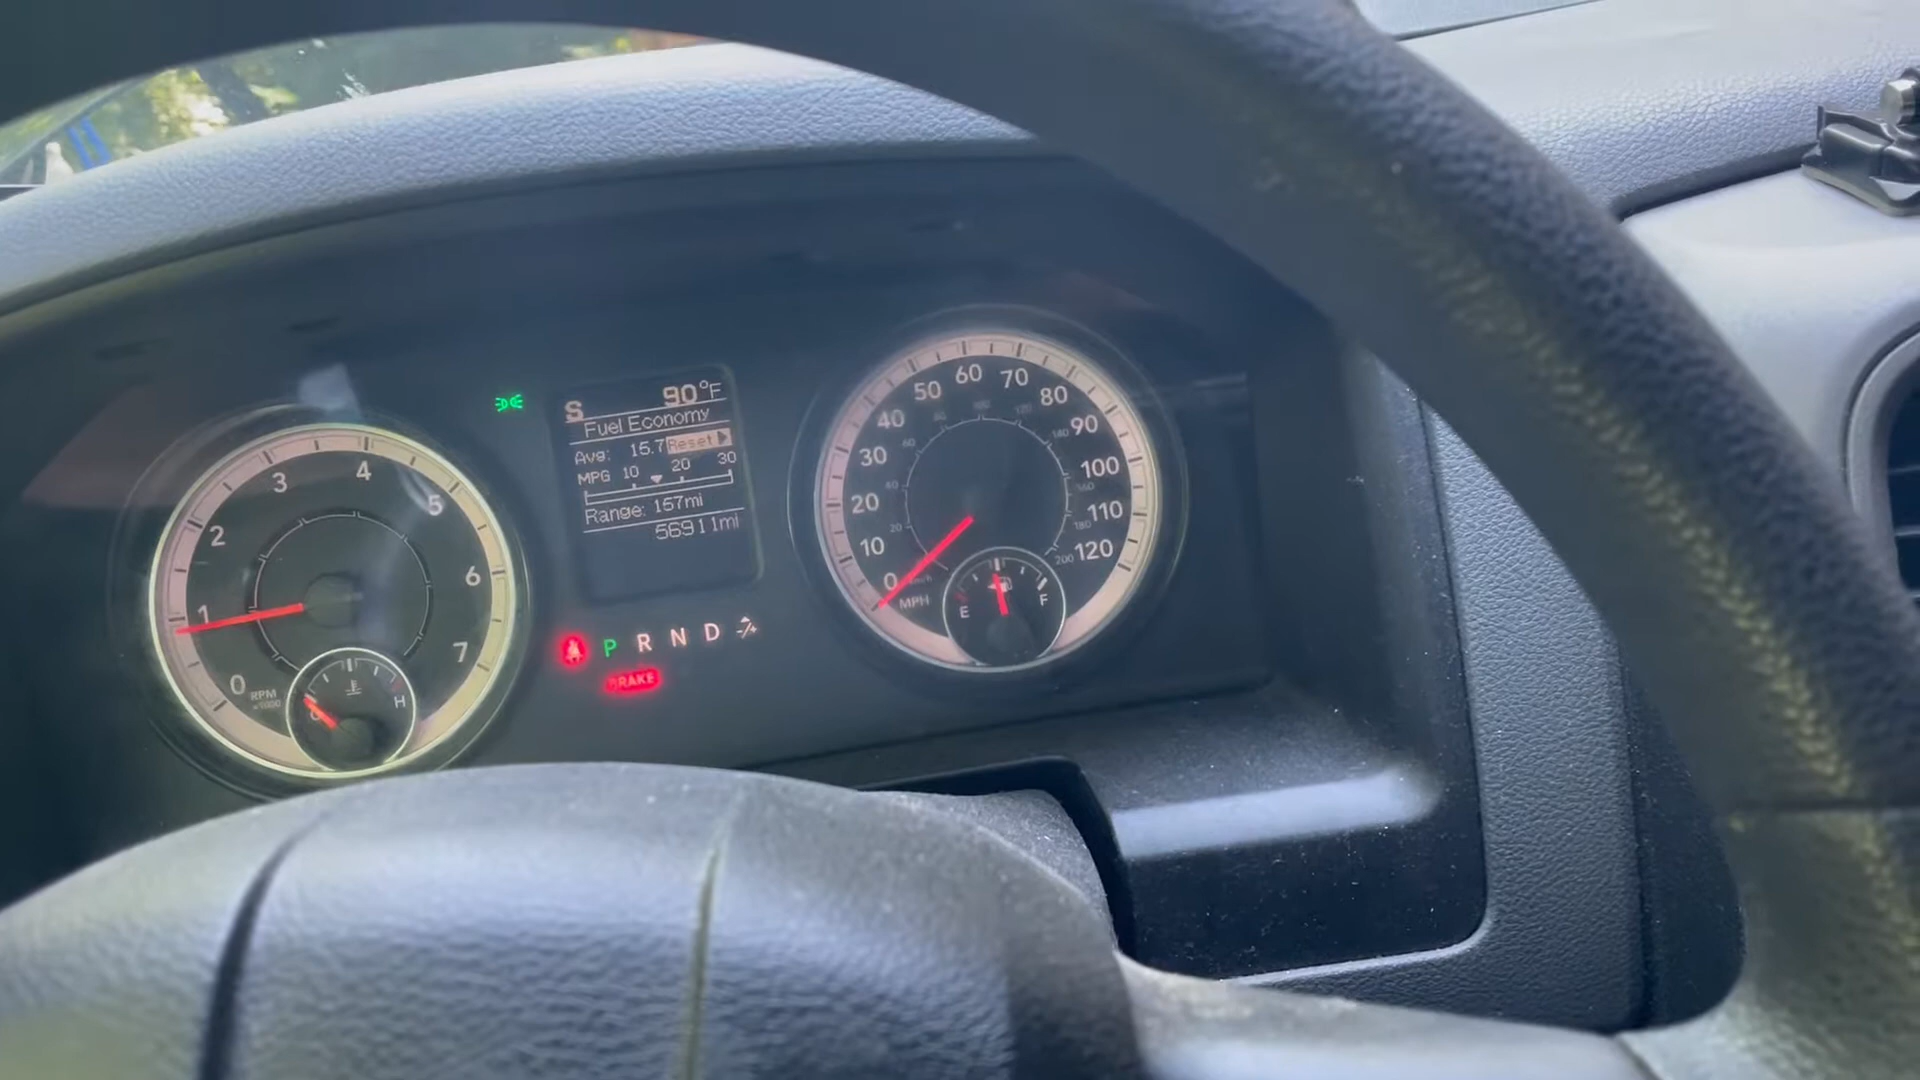 S 90°F
Fuel Economy
Avg: 15.7 Reset
MPG 10 20 30
Range: 157mi
56911mi
P R N D
BRAKE
0 1 2 3 4 5 6 7
RPM
x1000
H
0 10 20 30 40 50 60 70 80 90 100 110 120
MPH
E F